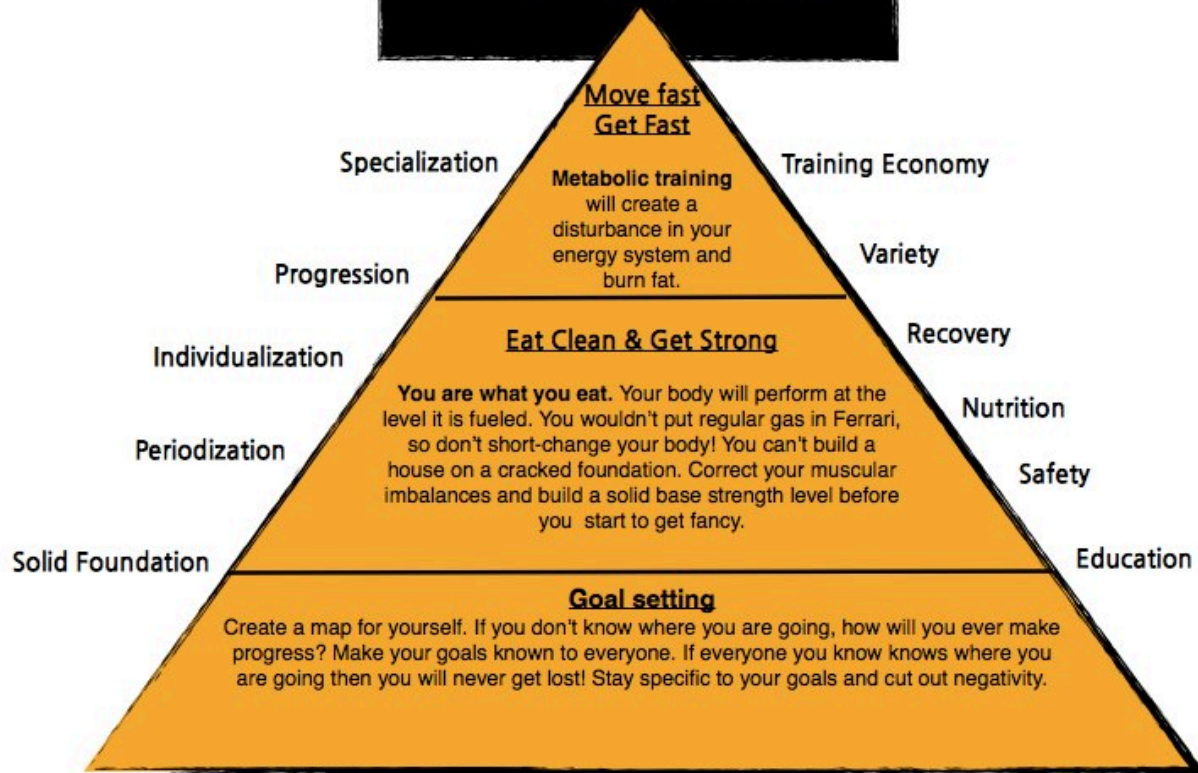 Move fast
Get Fast
Specialization
Training Economy
Metabolic training
will create a
disturbance in your
energy system and
burn fat.
Variety
Progression
Eat Clean & Get Strong
Recovery
Individualization
You are what you eat. Your body will perform at the
level it is fueled. You wouldn't put regular gas in Ferrari,
so don't short-change your body! You can't build a
house on a cracked foundation. Correct your muscular
imbalances and build a solid base strength level before
you start to get fancy.
Nutrition
Periodization
Safety
Solid Foundation
Education
Goal setting
Create a map for yourself. If you don't know where you are going, how will you ever make
progress? Make your goals known to everyone. If everyone you know knows where you
are going then you will never get lost! Stay specific to your goals and cut out negativity.